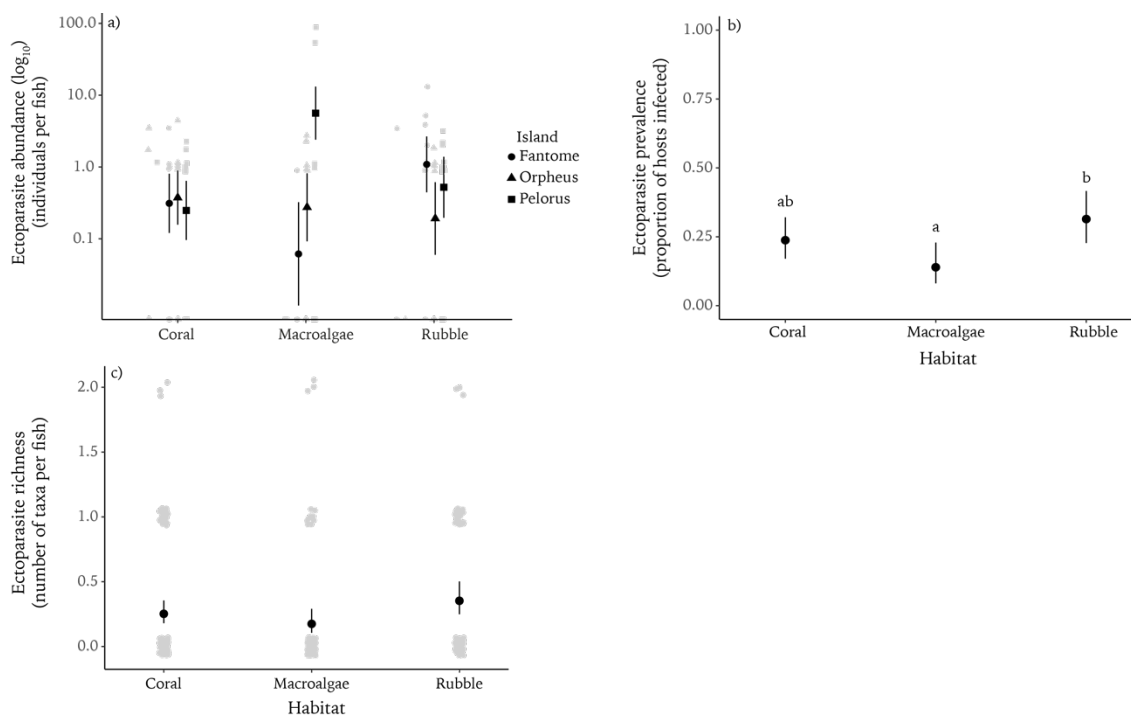 a)
Ectoparasite abundance (log₁₀)
(individuals per fish)
100.0
10.0
1.0
0.1
Coral
Macroalgae
Rubble
Island
Fantome
Orpheus
Pelorus
b)
Ectoparasite prevalence
(proportion of hosts infected)
1.00
0.75
0.50
0.25
0.00
ab
a
b
Coral
Macroalgae
Rubble
Habitat
c)
Ectoparasite richness
(number of taxa per fish)
2.0
1.5
1.0
0.5
0.0
Coral
Macroalgae
Rubble
Habitat